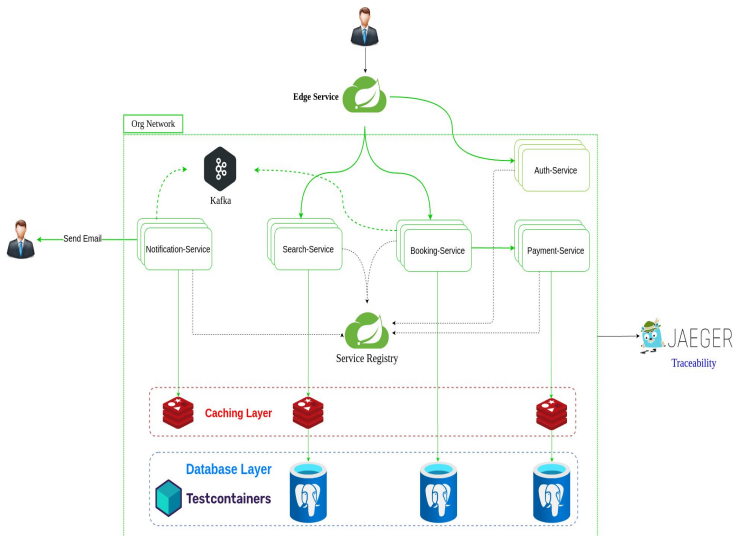 Edge Service
Org Network
Auth-Service
Kafka
Send Email
Notification-Service
Search-Service
Booking-Service
Payment-Service
Service Registry
JAEGER
Traceability
Caching Layer
Database Layer
Testcontainers